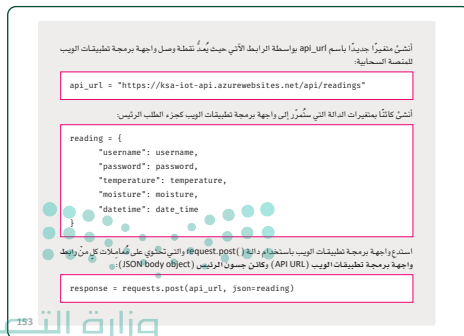 أنشئ متغيرًا جديدًا باسم api_url بواسطة الرابط الآتي حيث يُعدُّ نقطة وصل واجهة برمجة تطبيقات الويب
للمنصة السحابية:
api_url = "https://ksa-iot-api.azurewebsites.net/api/readings"
أنشئ كائنًا بمتغيرات الدالة التي ستُمرّر إلى واجهة برمجة تطبيقات الويب كجزء الطلب الرئيس:
reading = {
"username": username,
"password": password,
"temperature": temperature,
"moisture": moisture,
"datetime": date_time
}
استدعِ واجهة برمجة تطبيقات الويب باستخدام دالة request.post() والتي تحتوي على مُعاملات كل من رابط
واجهة برمجة تطبيقات الويب (API URL) وكائن جسون الرئيس (JSON body object):
response = requests.post(api_url, json=reading)
153